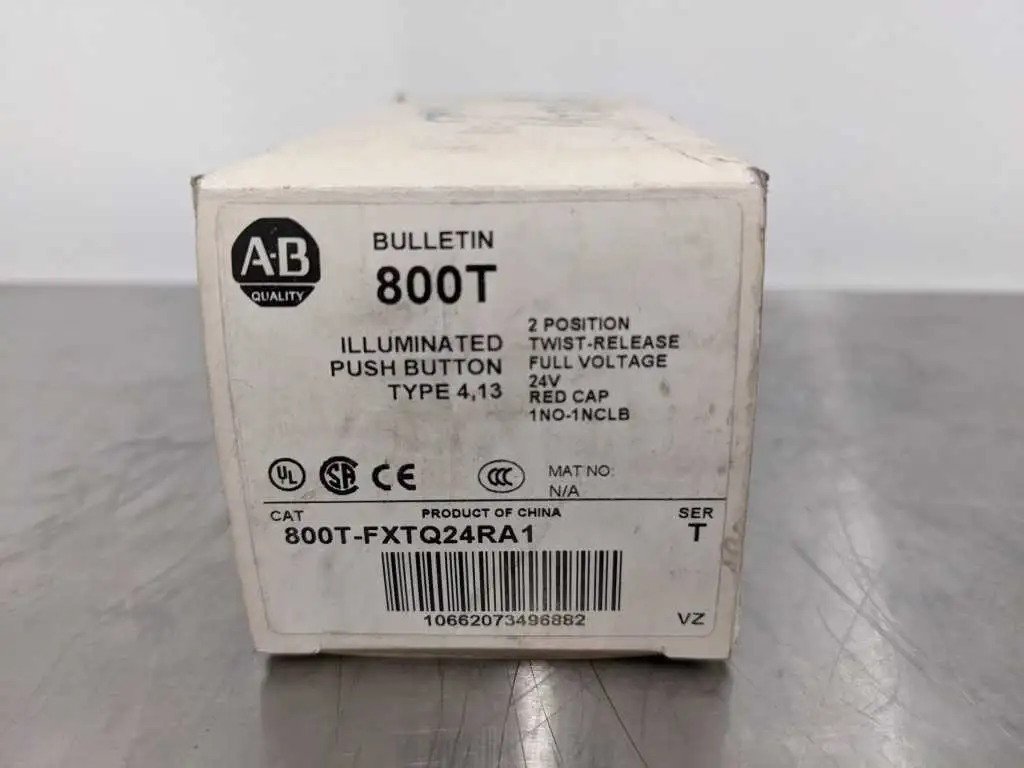 A-B
QUALITY
BULLETIN
800T
ILLUMINATED
PUSH BUTTON
TYPE 4,13
2 POSITION
TWIST-RELEASE
FULL VOLTAGE
24V
RED CAP
1NO-1NCLB
UL
SA
CE
CCC
MAT NO:
N/A
PRODUCT OF CHINA
CAT
800T-FXTQ24RA1
SER
T
10662073496882
VZ